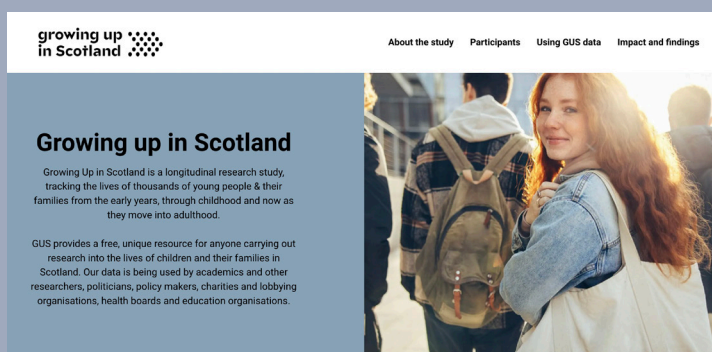 growing up
in Scotland
About the study Participants Using GUS data Impact and findings
Growing up in Scotland
Growing Up in Scotland is a longitudinal research study,
tracking the lives of thousands of young people & their
families from the early years, through childhood and now as
they move into adulthood.
GUS provides a free, unique resource for anyone carrying out
research into the lives of children and their families in
Scotland. Our data is being used by academics and other
researchers, politicians, policy makers, charities and lobbying
organisations, health boards and education organisations.